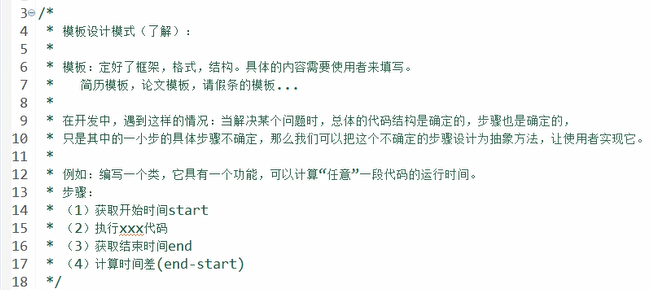 3 /*
4 * 模板设计模式（了解）：
5 *
6 * 模板：定好了框架，格式，结构。具体的内容需要使用者来填写。
7 * 简历模板，论文模板，请假条的模板...
8 *
9 * 在开发中，遇到这样的情况：当解决某个问题时，总体的代码结构是确定的，步骤也是确定的，
10 * 只是其中的一小步的具体步骤不确定，那么我们可以把这个不确定的步骤设计为抽象方法，让使用者实现它。
11 *
12 * 例如：编写一个类，它具有一个功能，可以计算“任意”一段代码的运行时间。
13 * 步骤：
14 * （1）获取开始时间start
15 * （2）执行xxx代码
16 * （3）获取结束时间end
17 * （4）计算时间差(end-start)
18 */